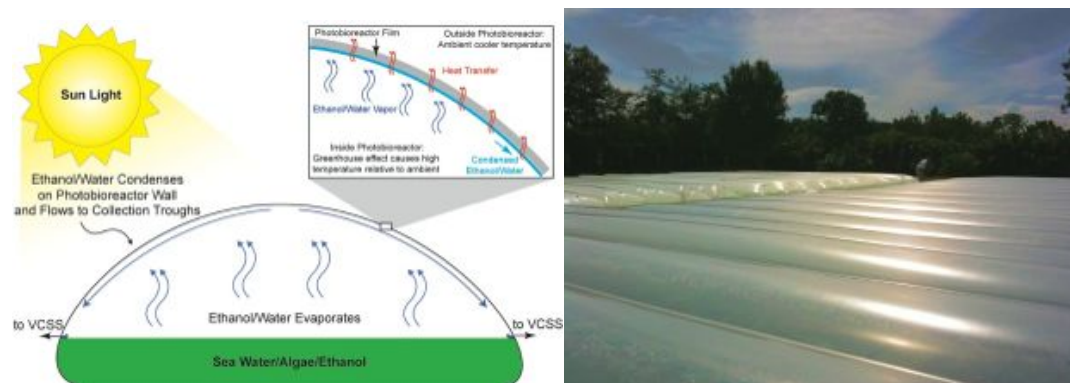 Sun Light
Photobioreactor Film
Outside Photobioreactor:
Ambient cooler temperature
Heat Transfer
Ethanol/Water Vapor
Inside Photobioreactor:
Greenhouse effect causes high
temperature relative to ambient
Condensed
Ethanol/Water
Ethanol/Water Condenses
on Photobioreactor Wall
and Flows to Collection Troughs
to VCSS
Ethanol/Water Evaporates
to VCSS
Sea Water/Algae/Ethanol